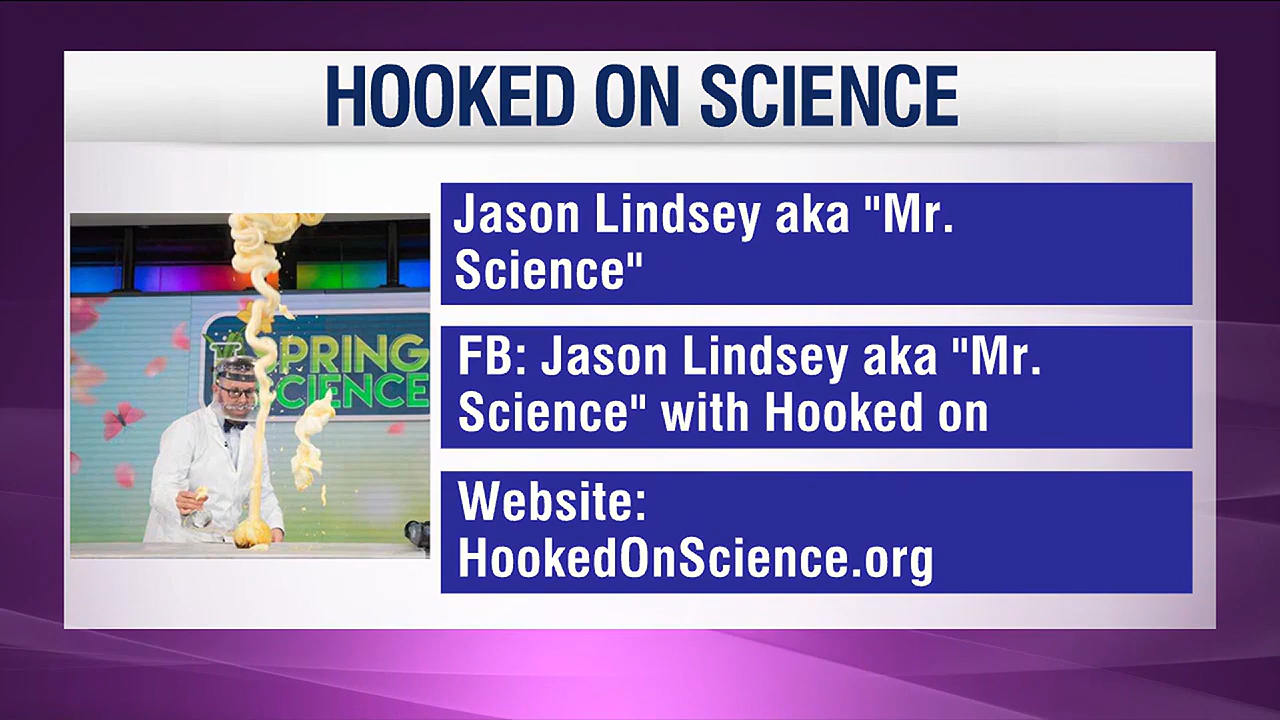 HOOKED ON SCIENCE
Jason Lindsey aka "Mr.
Science"
FB: Jason Lindsey aka "Mr.
Science" with Hooked on
Website:
HookedOnScience.org
SPRING
SCIENCE